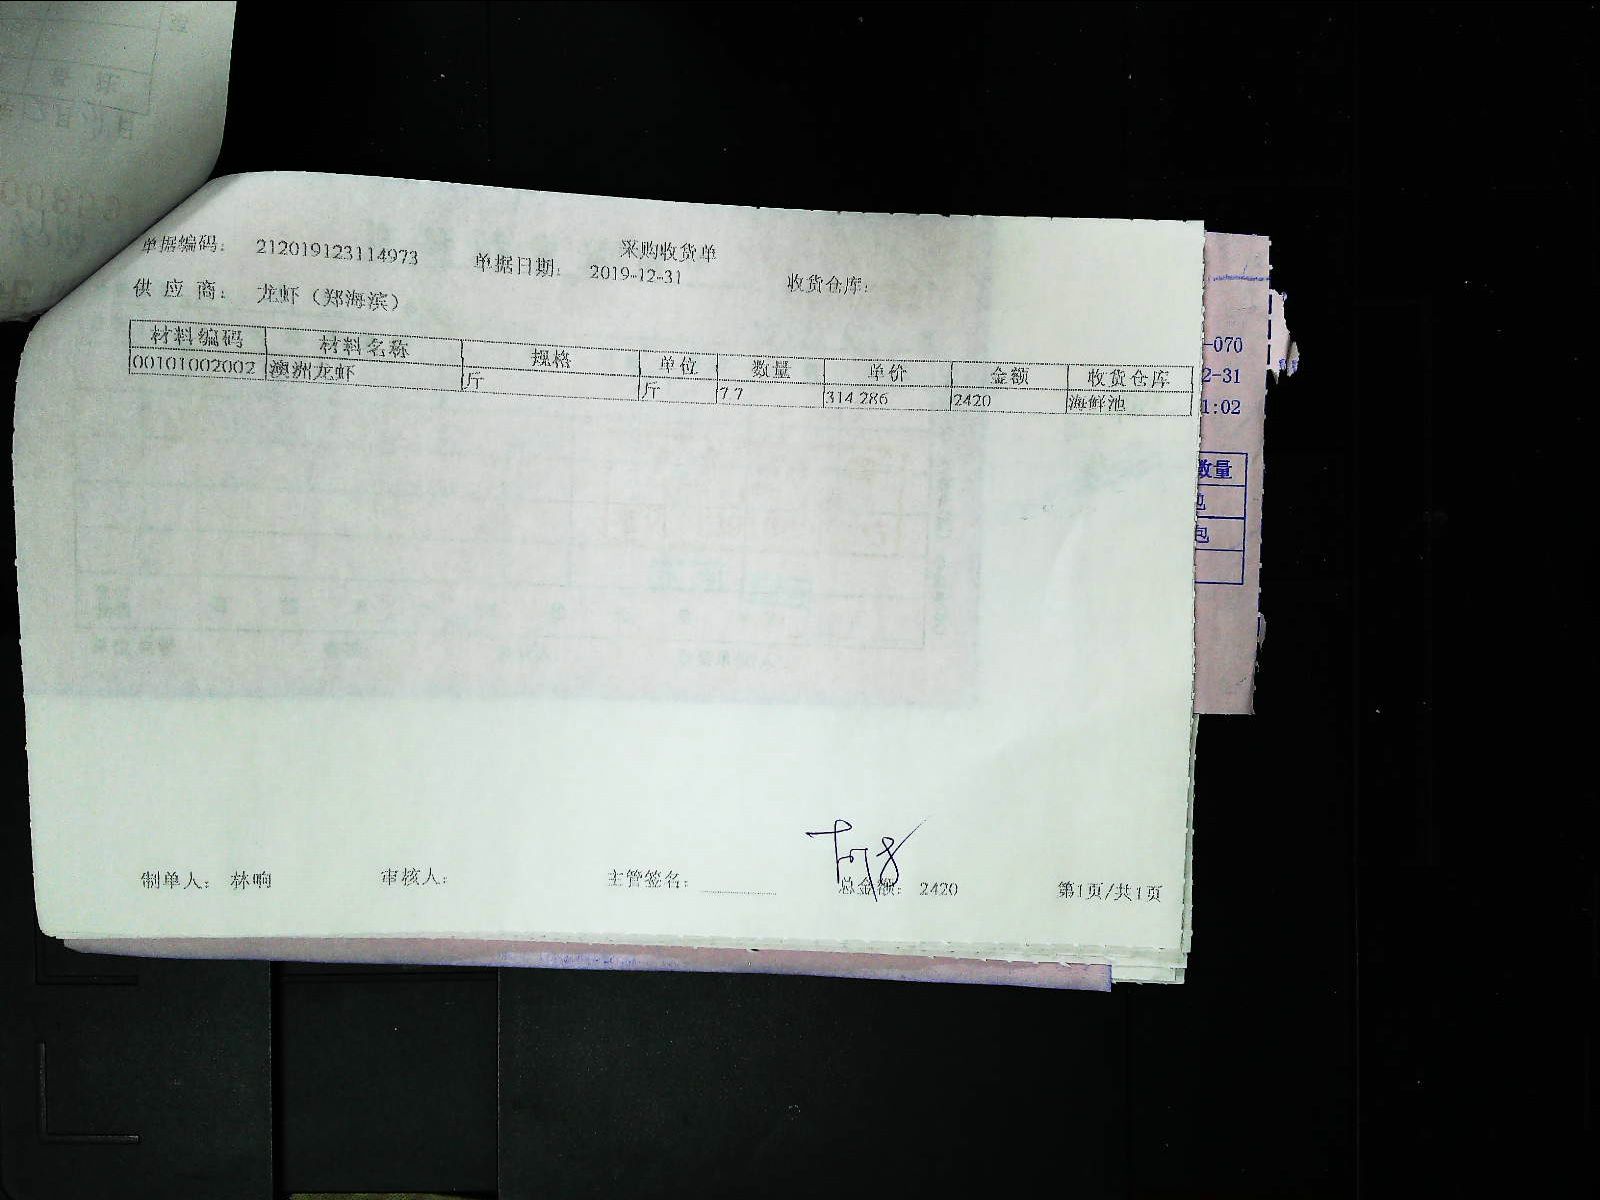 采购收货单
单据编码： 212019123114973 单据日期： 2019-12-31 收货仓库：
供 应 商： 龙虾（郑海滨）
材料编码 材料名称 规格 单位 数量 单价 金额 收货仓库
00101002002 澳洲龙虾 斤 斤 7.7 314.286 2420 海鲜池
制单人： 林响 审核人： 主管签名： 总金额： 2420 第1页/共1页
-070
2-31
1:02
数量
包